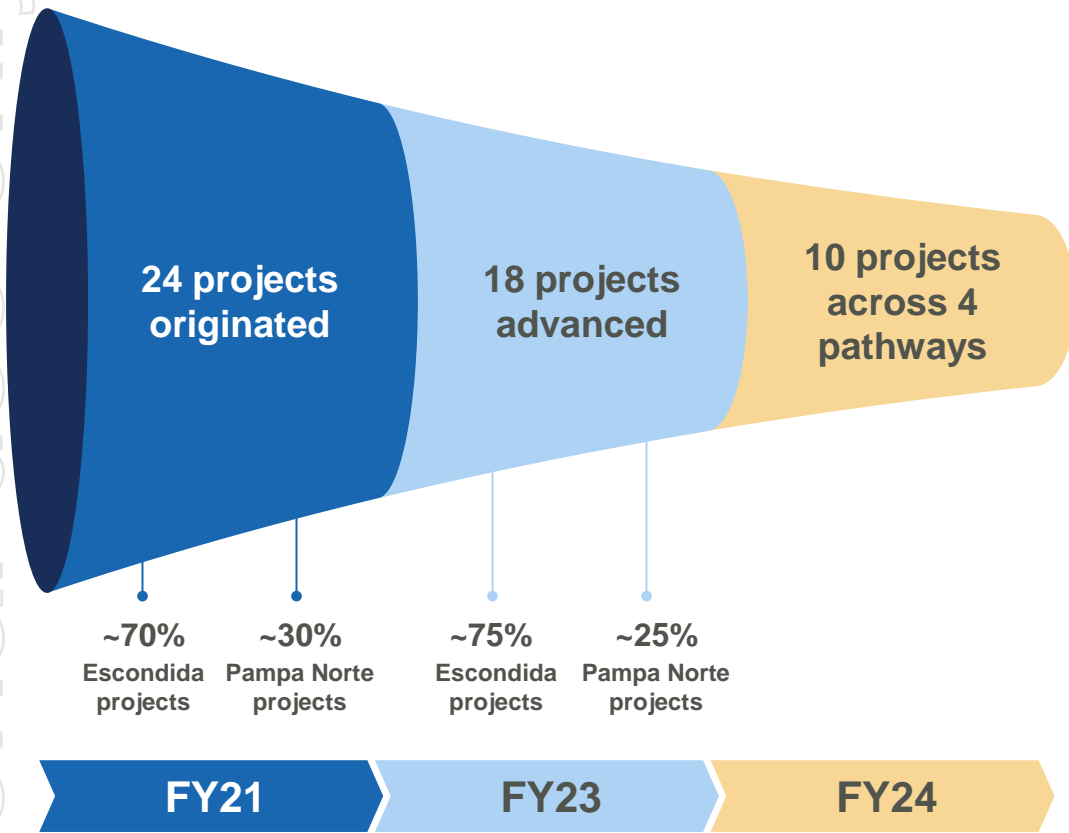 24 projects
originated
18 projects
advanced
10 projects
across 4
pathways
~70%
Escondida
projects
~30%
Pampa Norte
projects
~75%
Escondida
projects
~25%
Pampa Norte
projects
FY21
FY23
FY24